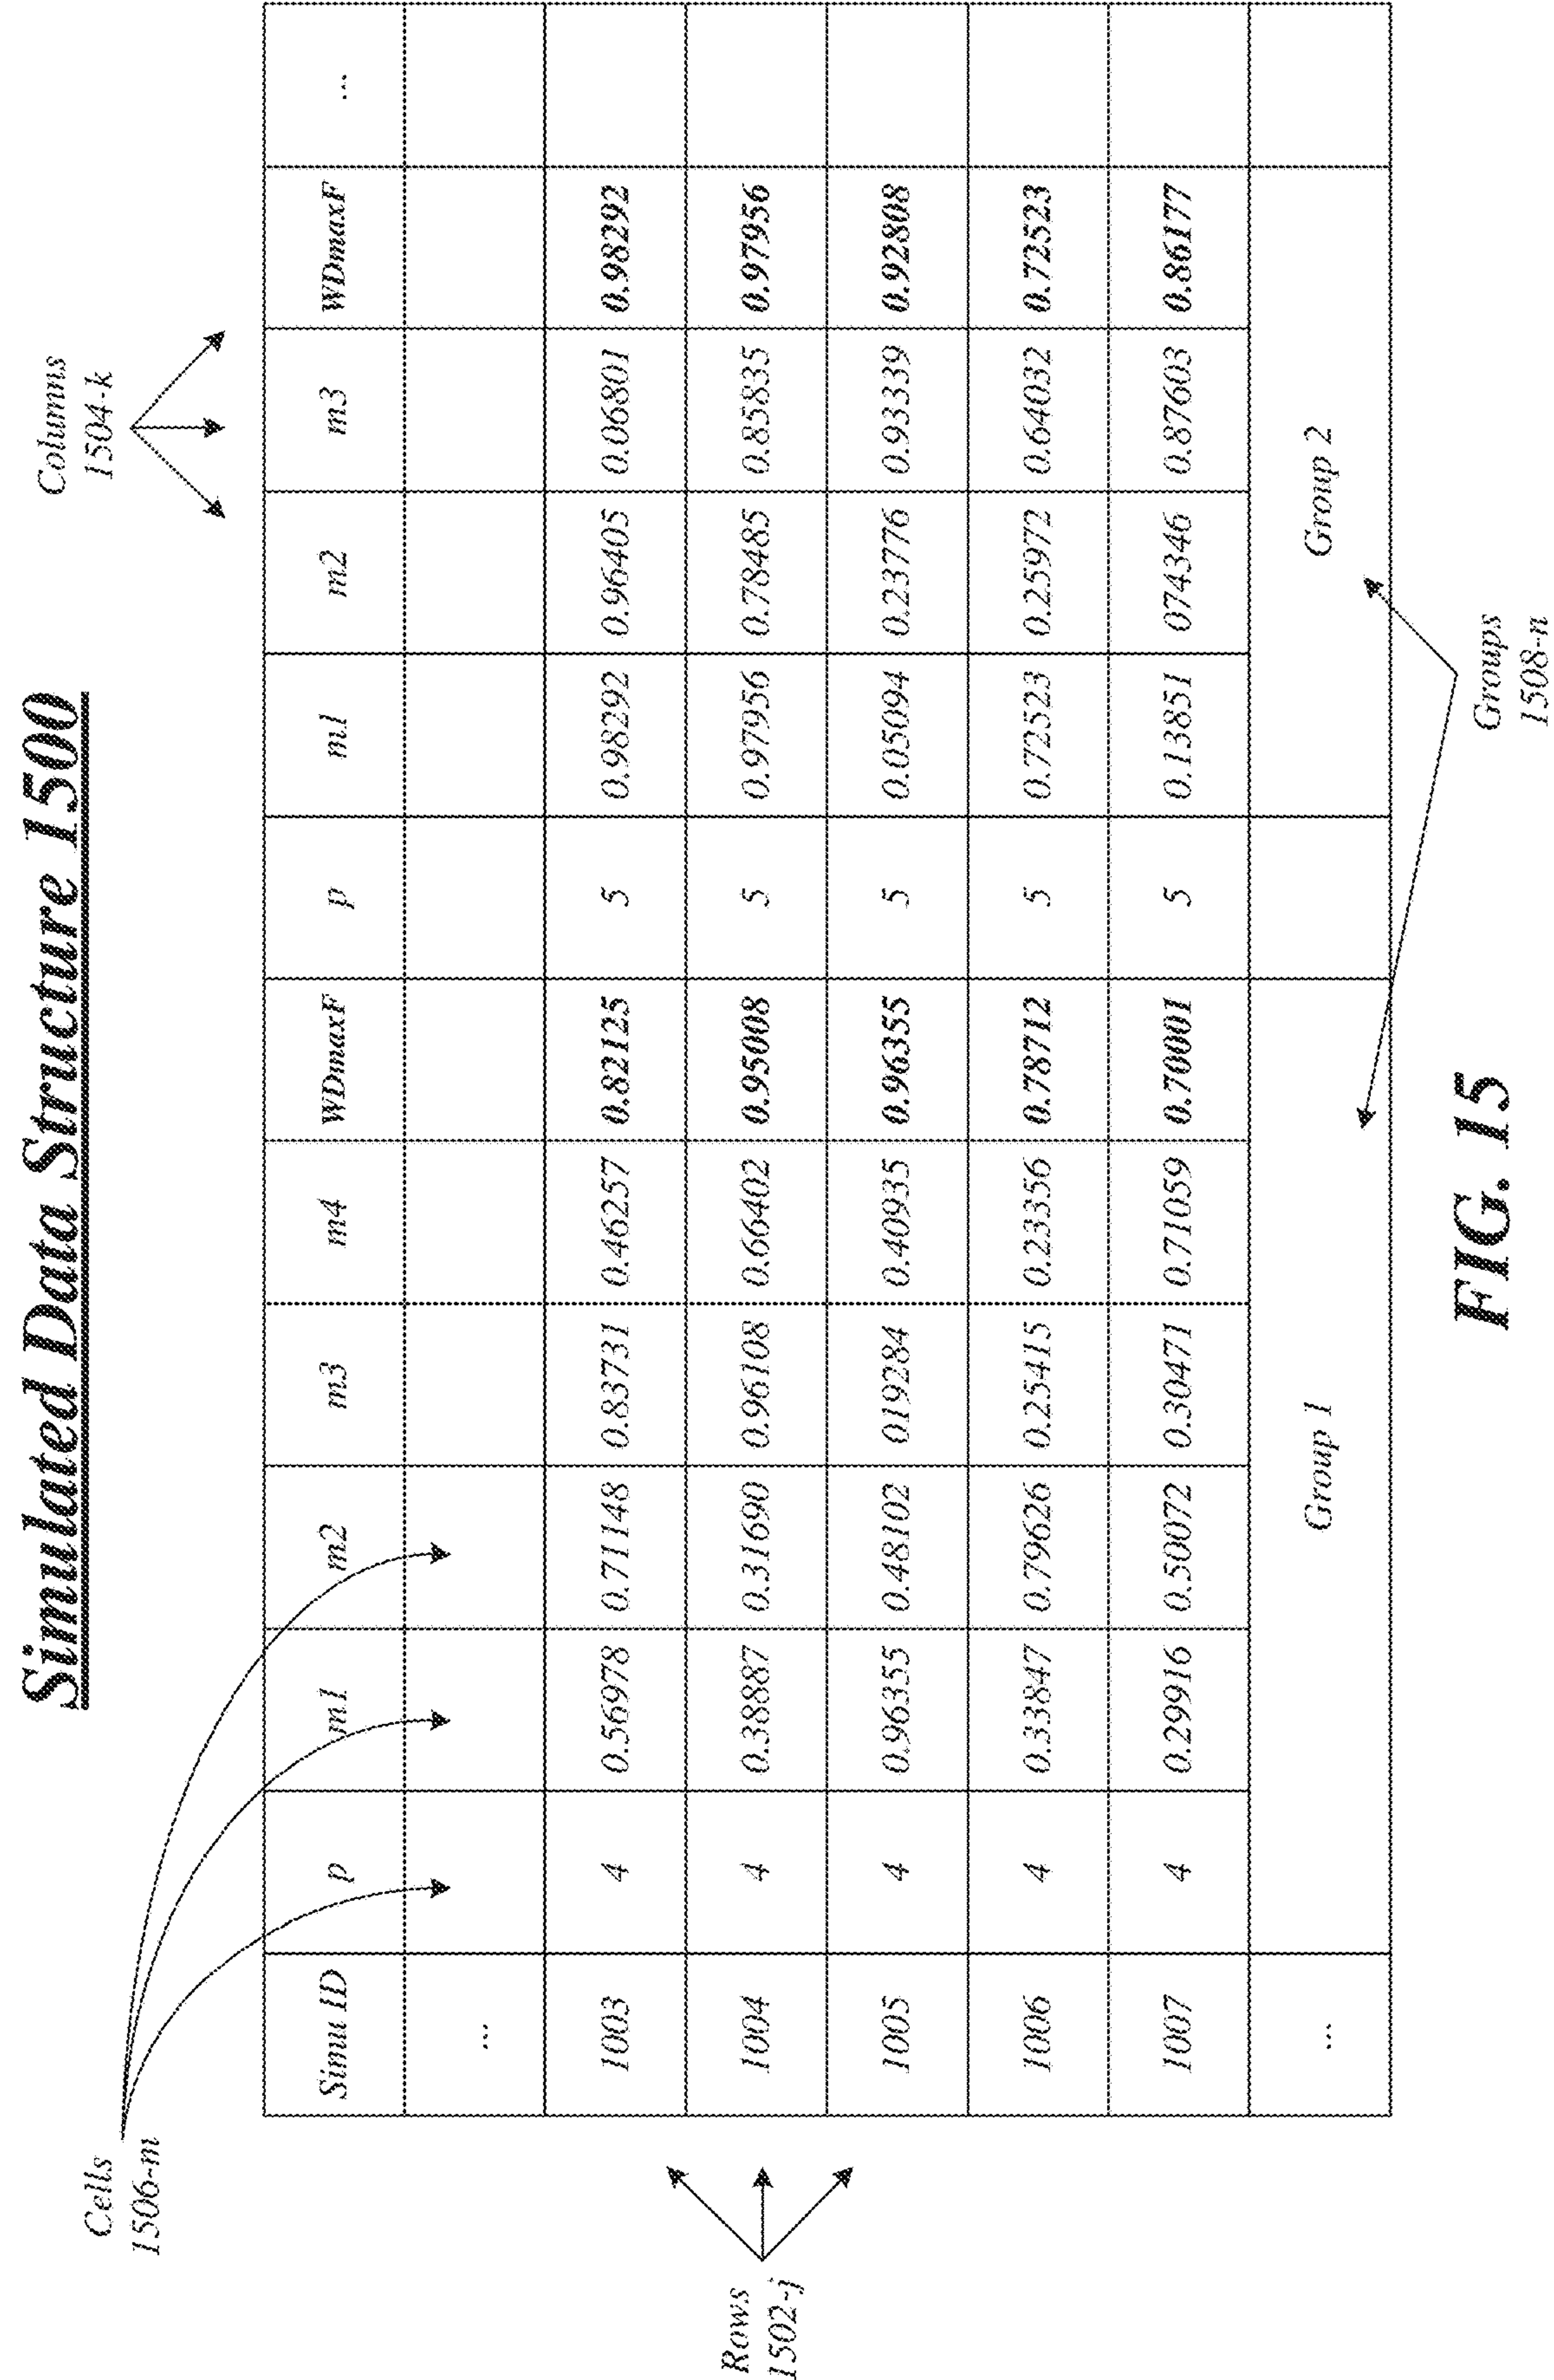 Simulated Data Structure 1500
Cells
1506-m
Columns
1504-k
Rows
1502-j
Simu ID p m1 m2 m3 m4 WDmaxF p m1 m2 m3 WDmaxF ...
...
1003 4 0.56978 0.71148 0.83731 0.46257 0.82125 5 0.98292 0.96405 0.06801 0.98292
1004 4 0.38887 0.31690 0.96108 0.66402 0.95008 5 0.97956 0.78485 0.85835 0.97956
1005 4 0.96355 0.48102 019284 0.40935 0.96355 5 0.05094 0.23776 0.93339 0.92808
1006 4 0.33847 0.79626 0.25415 0.23356 0.78712 5 0.72523 0.25972 0.64032 0.72523
1007 4 0.29916 0.50072 0.30471 0.71059 0.70001 5 0.13851 074346 0.87603 0.86177
... Group 1 Group 2
Groups
1508-n
FIG. 15